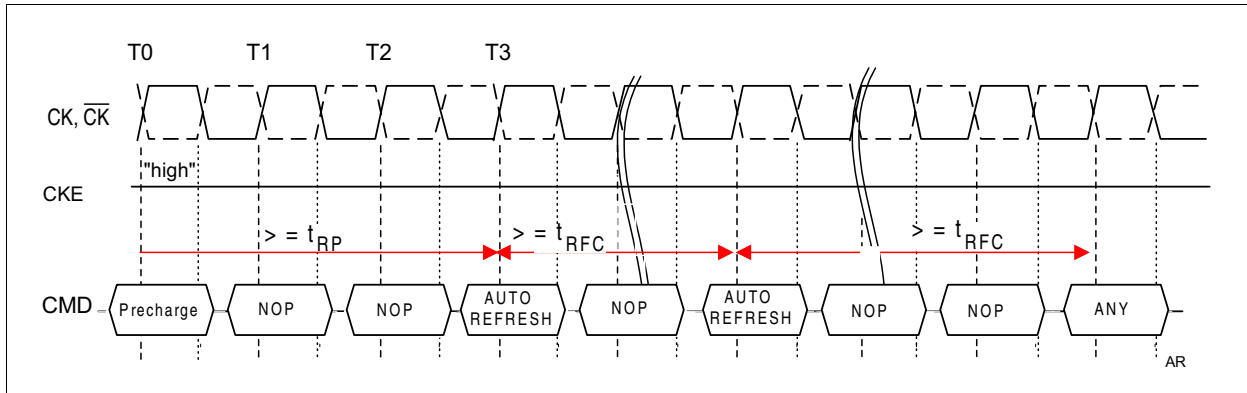 T0 T1 T2 T3
CK, CK
"high"
CKE
> = tRP > = tRFC > = tRFC
CMD Precharge NOP NOP AUTO REFRESH NOP AUTO REFRESH NOP NOP ANY
AR